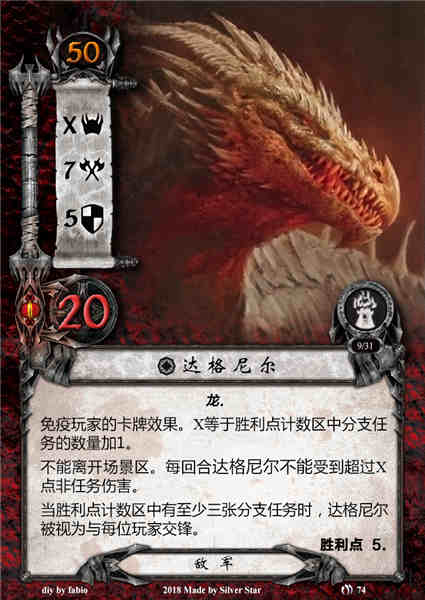 50
X
7
5
20
9/31
达格尼尔
龙.
免疫玩家的卡牌效果。X等于胜利点计数区中分支任
务的数量加1。
不能离开场景区。每回合达格尼尔不能受到超过X
点非任务伤害。
当胜利点计数区中有至少三张分支任务时，达格尼尔
被视为与每位玩家交锋。
胜利点 5.
敌军
diy by fabio
2018 Made by Silver Star
74